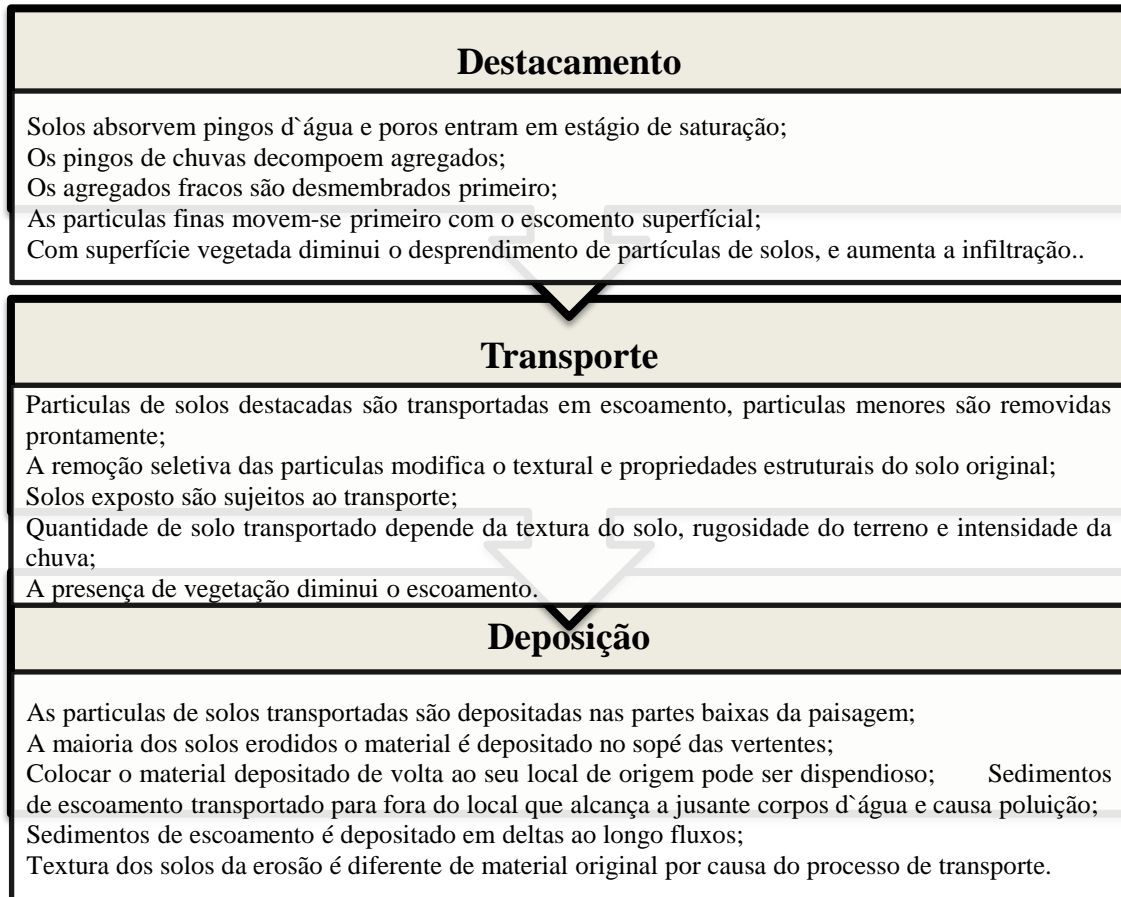 Destacamento
Solos absorvem pingos d`água e poros entram em estágio de saturação;
Os pingos de chuvas decompoem agregados;
Os agregados fracos são desmembrados primeiro;
As particulas finas movem-se primeiro com o escomento superfícial;
Com superfície vegetada diminui o desprendimento de partículas de solos, e aumenta a infiltração..
Transporte
Particulas de solos destacadas são transportadas em escoamento, particulas menores são removidas
prontamente;
A remoção seletiva das particulas modifica o textural e propriedades estruturais do solo original;
Solos exposto são sujeitos ao transporte;
Quantidade de solo transportado depende da textura do solo, rugosidade do terreno e intensidade da
chuva;
A presença de vegetação diminui o escoamento.
Deposição
As particulas de solos transportadas são depositadas nas partes baixas da paisagem;
A maioria dos solos erodidos o material é depositado no sopé das vertentes;
Colocar o material depositado de volta ao seu local de origem pode ser dispendioso; Sedimentos
de escoamento transportado para fora do local que alcança a jusante corpos d`água e causa poluição;
Sedimentos de escoamento é depositado em deltas ao longo fluxos;
Textura dos solos da erosão é diferente de material original por causa do processo de transporte.